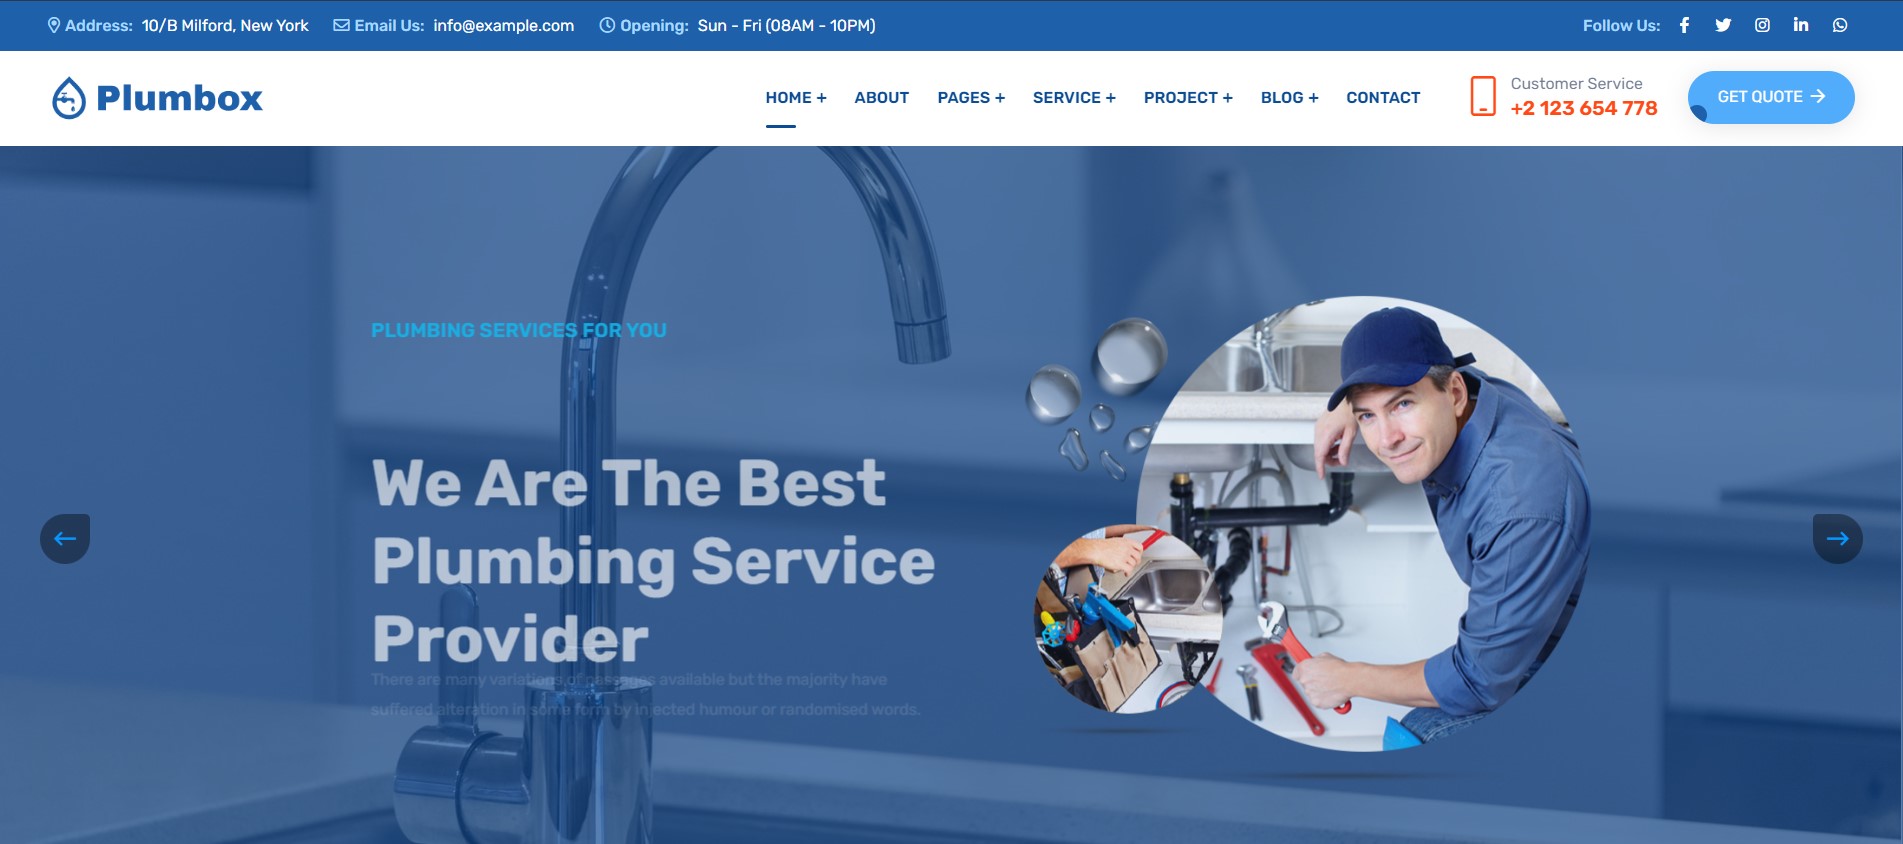 Address: 10/B Milford, New York Email Us: info@example.com Opening: Sun - Fri (08AM - 10PM) Follow Us:
Plumbox
HOME + ABOUT PAGES + SERVICE + PROJECT + BLOG + CONTACT
Customer Service
+2 123 654 778
GET QUOTE →
PLUMBING SERVICES FOR YOU
We Are The Best
Plumbing Service
Provider
There are many variations of passages available but the majority have
suffered alteration in some form by in ected humour or randomised words.